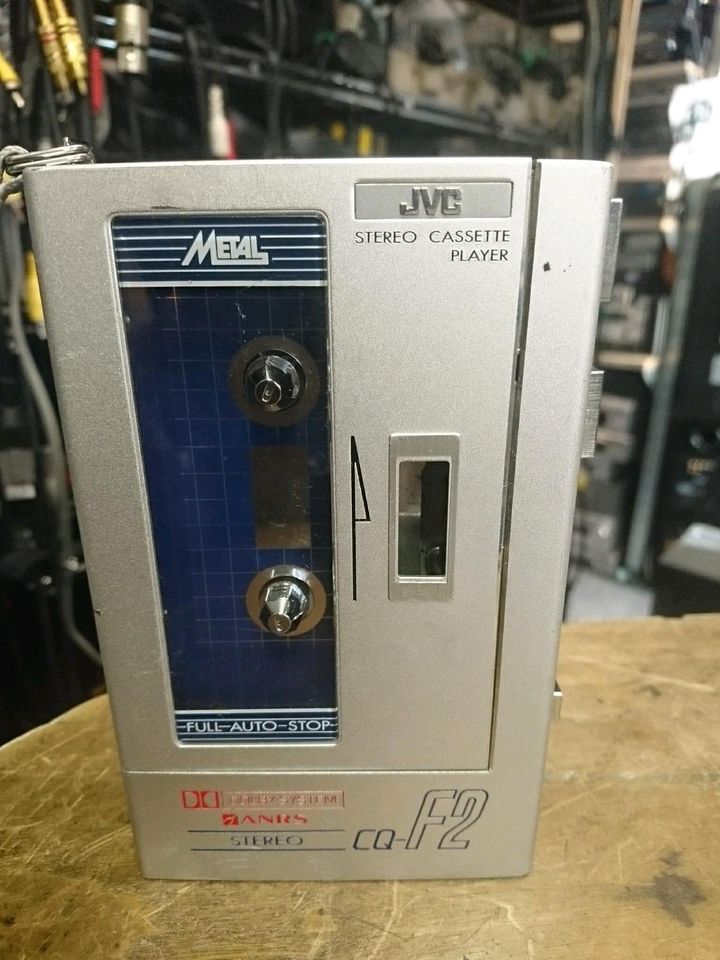 JVC
STEREO CASSETTE
PLAYER
METAL
FULL-AUTO-STOP
DOLBY SYSTEM
ANRS
STEREO
CQ-F2